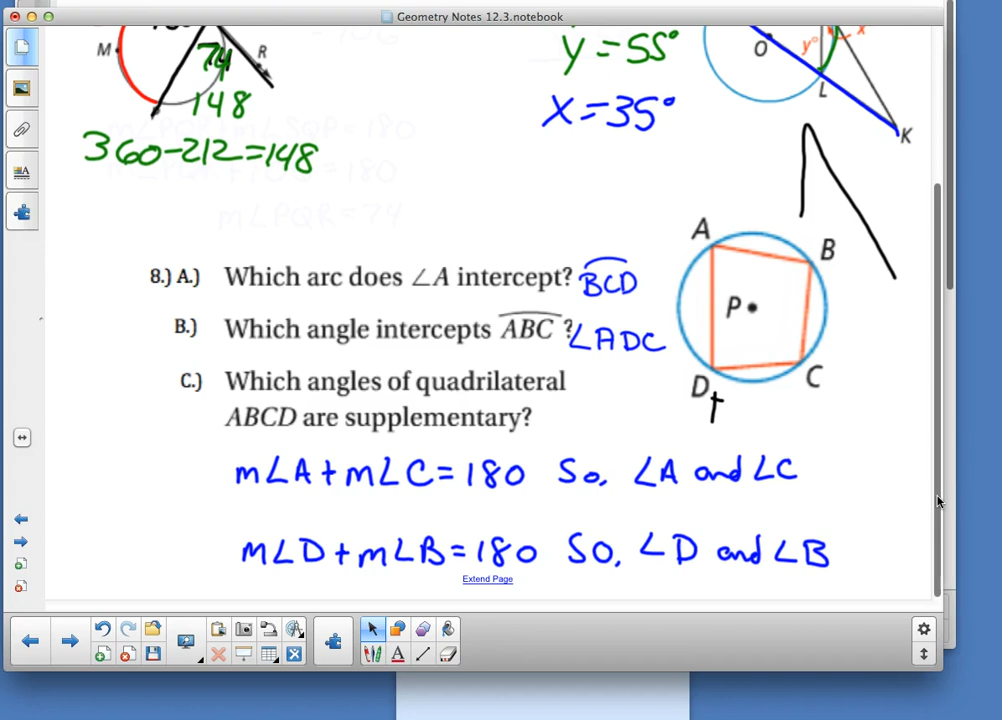 Geometry Notes 12.3.notebook
M
R
74
148
360-212=148
y=55°
x=35°
O
y°
x
L
K
8.) A.) Which arc does ∠A intercept? BCD
B.) Which angle intercepts ABC ? ∠ADC
C.) Which angles of quadrilateral
ABCD are supplementary?
A
B
P
D
C
m∠A+m∠C=180 So, ∠A and ∠C
m∠D+m∠B=180 SO, ∠D and ∠B
Extend Page
m∠PQR = 74